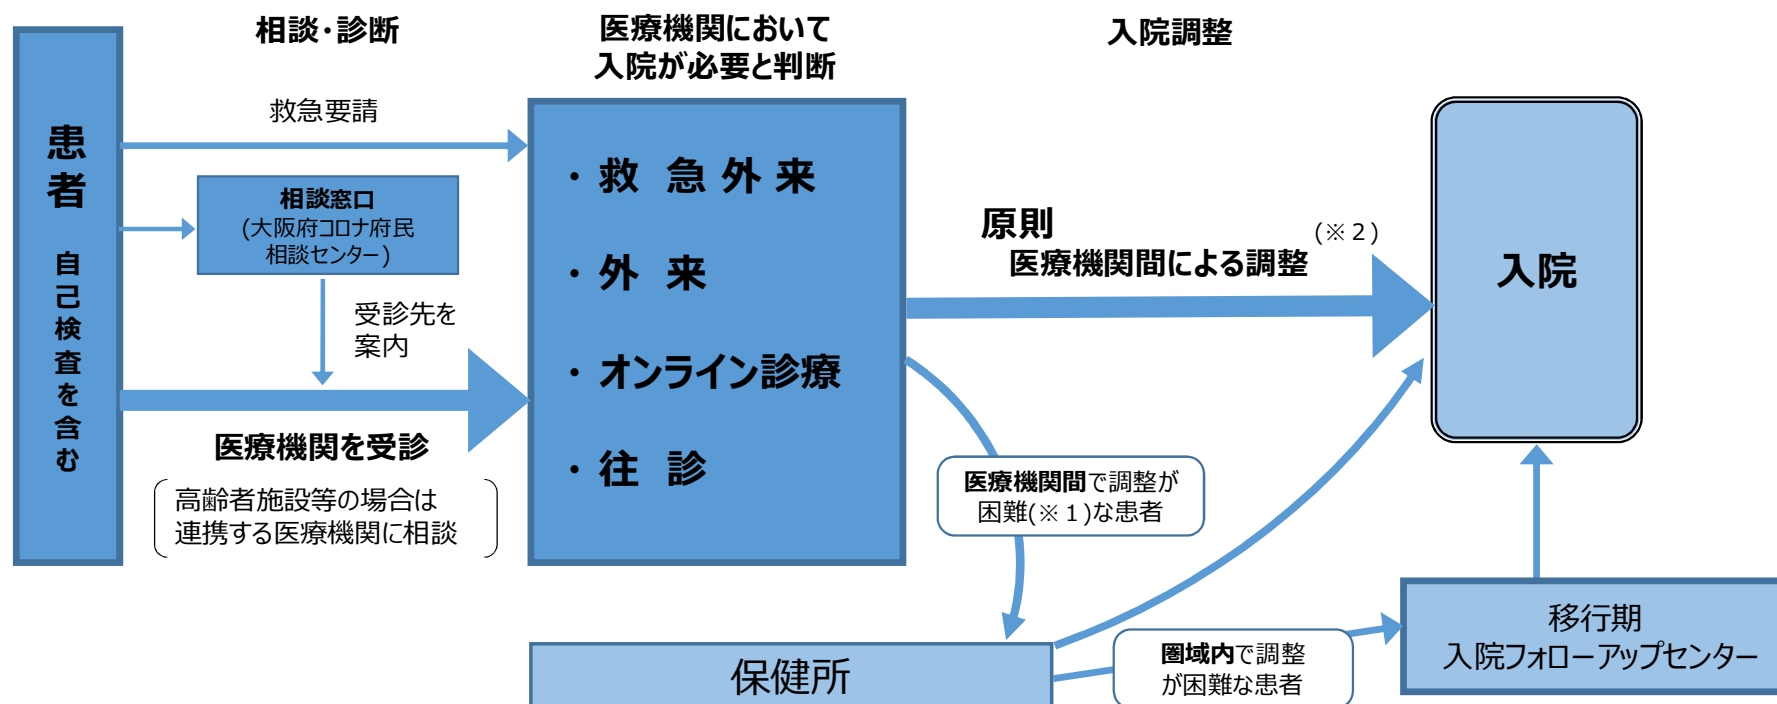 相談・診断
医療機関において
入院が必要と判断
入院調整
患者
自己検査を含む
救急要請
相談窓口
(大阪府コロナ府民
相談センター)
受診先を
案内
医療機関を受診
高齢者施設等の場合は
連携する医療機関に相談
・救急外来
・外来
・オンライン診療
・往診
原則
医療機関間による調整
(※２)
入院
医療機関間で調整が
困難(※１)な患者
保健所
圏域内で調整
が困難な患者
移行期
入院フォローアップセンター